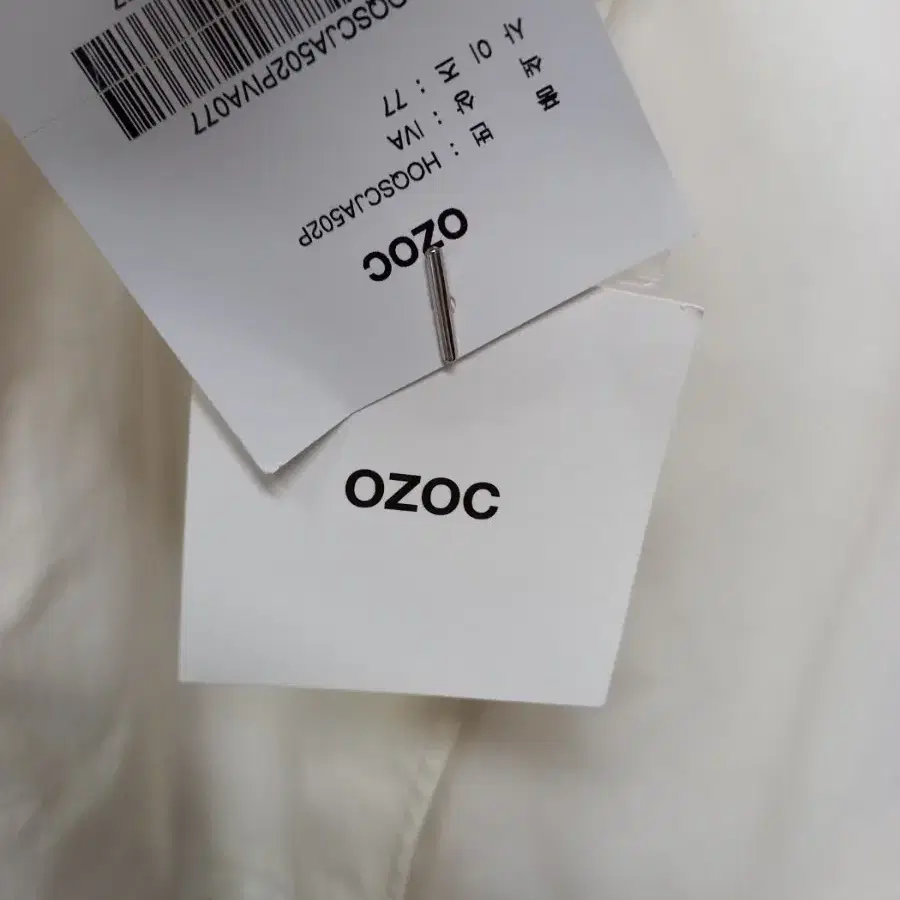 OZOC
품 번 : HOQSCJA502P
색 상 : IVA
사 이 즈 : 77
HOQSCJA502PIVA077
OZOC